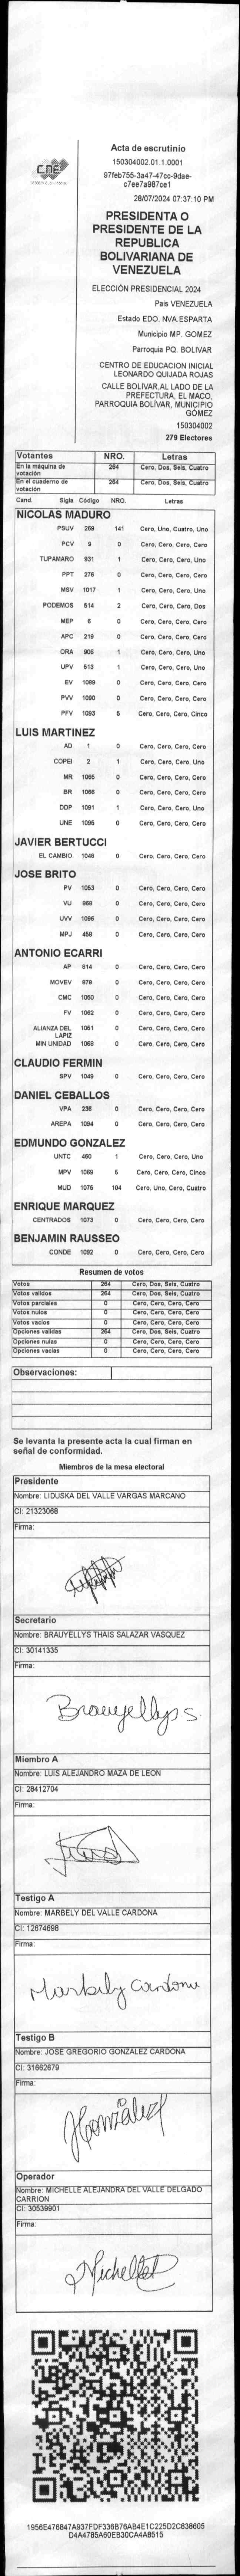 CNE
Acta de escrutinio
150304002.01.1.0001
97feb755-3a47-47cc-9dae-
c7ee7a987ce1
28/07/2024 07:37:10 PM
PRESIDENTA O
PRESIDENTE DE LA
REPUBLICA
BOLIVARIANA DE
VENEZUELA
ELECCIÓN PRESIDENCIAL 2024
Pais VENEZUELA
Estado EDO. NVA.ESPARTA
Municipio MP. GOMEZ
Parroquia PQ. BOLIVAR
CENTRO DE EDUCACION INICIAL
LEONARDO QUIJADA ROJAS
CALLE BOLIVAR,AL LADO DE LA
PREFECTURA, EL MACO,
PARROQUIA BOLÍVAR, MUNICIPIO
GÓMEZ
150304002
279 Electores
Votantes NRO. Letras
En la máquina de
votación 264 Cero, Dos, Seis, Cuatro
En el cuaderno de
votación 264 Cero, Dos, Seis, Cuatro
Cand. Sigla Código NRO. Letras
NICOLAS MADURO
PSUV 269 141 Cero, Uno, Cuatro, Uno
PCV 9 0 Cero, Cero, Cero, Cero
TUPAMARO 931 1 Cero, Cero, Cero, Uno
PPT 276 0 Cero, Cero, Cero, Cero
MSV 1017 1 Cero, Cero, Cero, Uno
PODEMOS 514 2 Cero, Cero, Cero, Dos
MEP 6 0 Cero, Cero, Cero, Cero
APC 219 0 Cero, Cero, Cero, Cero
ORA 906 1 Cero, Cero, Cero, Uno
UPV 513 1 Cero, Cero, Cero, Uno
EV 1089 0 Cero, Cero, Cero, Cero
PVV 1090 0 Cero, Cero, Cero, Cero
PFV 1093 5 Cero, Cero, Cero, Cinco
LUIS MARTINEZ
AD 1 0 Cero, Cero, Cero, Cero
COPEI 2 1 Cero, Cero, Cero, Uno
MR 1065 0 Cero, Cero, Cero, Cero
BR 1066 0 Cero, Cero, Cero, Cero
DDP 1091 1 Cero, Cero, Cero, Uno
UNE 1095 0 Cero, Cero, Cero, Cero
JAVIER BERTUCCI
EL CAMBIO 1048 0 Cero, Cero, Cero, Cero
JOSE BRITO
PV 1053 0 Cero, Cero, Cero, Cero
VU 868 0 Cero, Cero, Cero, Cero
UVV 1096 0 Cero, Cero, Cero, Cero
MPJ 458 0 Cero, Cero, Cero, Cero
ANTONIO ECARRI
AP 814 0 Cero, Cero, Cero, Cero
MOVEV 878 0 Cero, Cero, Cero, Cero
CMC 1050 0 Cero, Cero, Cero, Cero
FV 1062 0 Cero, Cero, Cero, Cero
ALIANZA DEL
LAPIZ 1051 0 Cero, Cero, Cero, Cero
MIN UNIDAD 1068 0 Cero, Cero, Cero, Cero
CLAUDIO FERMIN
SPV 1049 0 Cero, Cero, Cero, Cero
DANIEL CEBALLOS
VPA 236 0 Cero, Cero, Cero, Cero
AREPA 1094 0 Cero, Cero, Cero, Cero
EDMUNDO GONZALEZ
UNTC 460 1 Cero, Cero, Cero, Uno
MPV 1069 5 Cero, Cero, Cero, Cinco
MUD 1075 104 Cero, Uno, Cero, Cuatro
ENRIQUE MARQUEZ
CENTRADOS 1073 0 Cero, Cero, Cero, Cero
BENJAMIN RAUSSEO
CONDE 1092 0 Cero, Cero, Cero, Cero
Resumen de votos
Votos 264 Cero, Dos, Seis, Cuatro
Votos validos 264 Cero, Dos, Seis, Cuatro
Votos parciales 0 Cero, Cero, Cero, Cero
Votos nulos 0 Cero, Cero, Cero, Cero
Votos vacios 0 Cero, Cero, Cero, Cero
Opciones validas 264 Cero, Dos, Seis, Cuatro
Opciones nulas 0 Cero, Cero, Cero, Cero
Opciones vacias 0 Cero, Cero, Cero, Cero
Observaciones:
Se levanta la presente acta la cual firman en
señal de conformidad.
Miembros de la mesa electoral
Presidente
Nombre: LIDUSKA DEL VALLE VARGAS MARCANO
CI: 21323068
Firma:
Secretario
Nombre: BRAUYELLYS THAIS SALAZAR VASQUEZ
CI: 30141335
Firma:
Brauyellys s.
Miembro A
Nombre: LUIS ALEJANDRO MAZA DE LEON
CI: 28412704
Firma:
Testigo A
Nombre: MARBELY DEL VALLE CARDONA
CI: 12674698
Firma:
Marbely Cardona
Testigo B
Nombre: JOSE GREGORIO GONZALEZ CARDONA
CI: 31662679
Firma:
JGonzález
Operador
Nombre: MICHELLE ALEJANDRA DEL VALLE DELGADO
CARRION
CI: 30539901
Firma:
MichelleD
1956E476847A937FDF336B76AB4E1C225D2C838605
D4A4785A60EB30CA4A8515